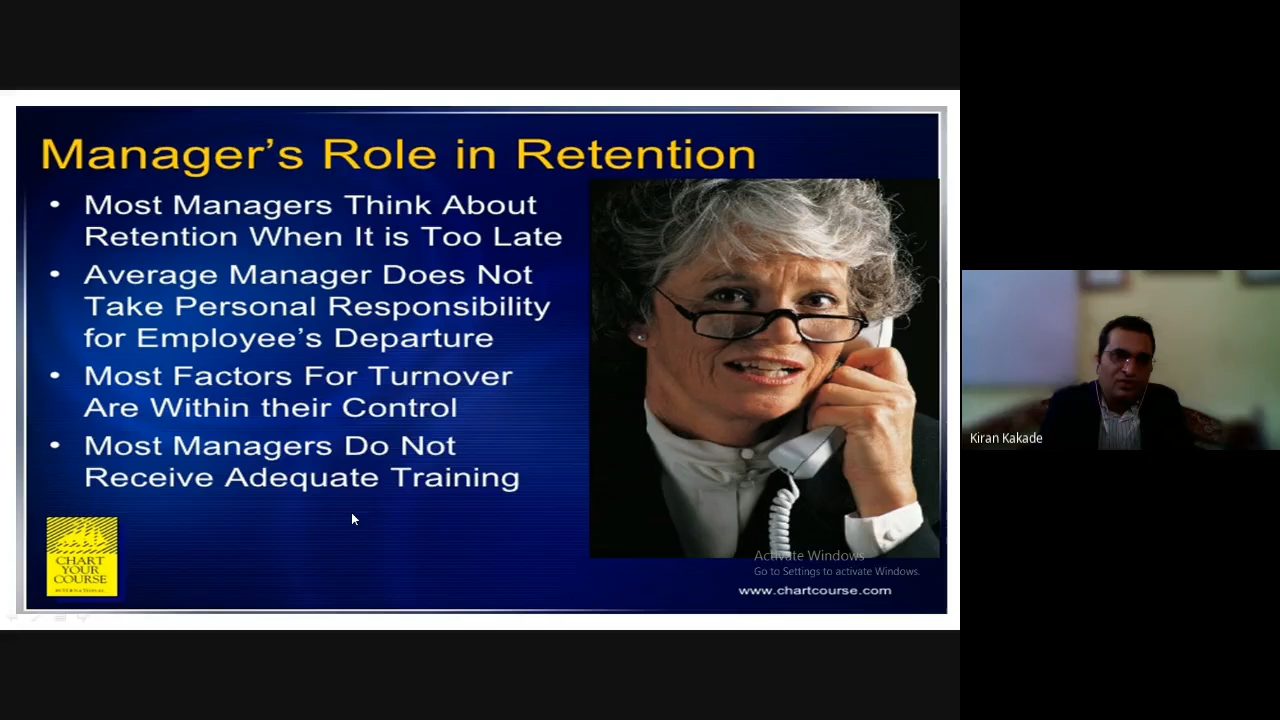 Manager's Role in Retention
• Most Managers Think About
Retention When It is Too Late
• Average Manager Does Not
Take Personal Responsibility
for Employee's Departure
• Most Factors For Turnover
Are Within their Control
• Most Managers Do Not
Receive Adequate Training
CHART
YOUR
COURSE
Activate Windows
Go to Settings to activate Windows.
www.chartcourse.com
Kiran Kakade